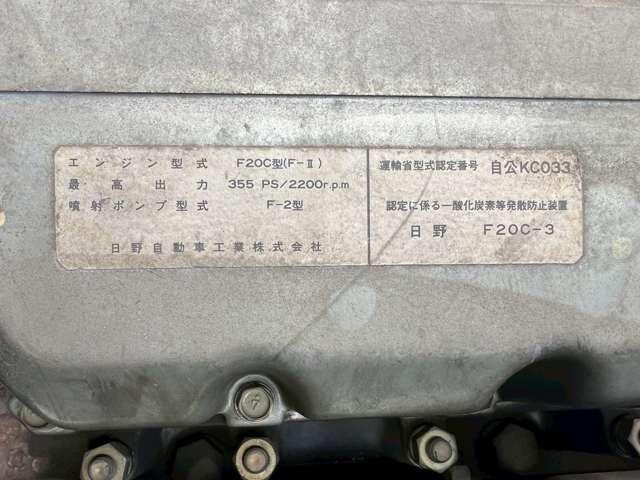 エンジン型式 F20C型(F-Ⅱ)
最高出力 355 PS/2200r.p.m
噴射ポンプ型式 F-2型
日野自動車工業株式会社
運輸省型式認定番号 自公KC033
認定に係る一酸化炭素等発散防止装置
日野 F20C-3